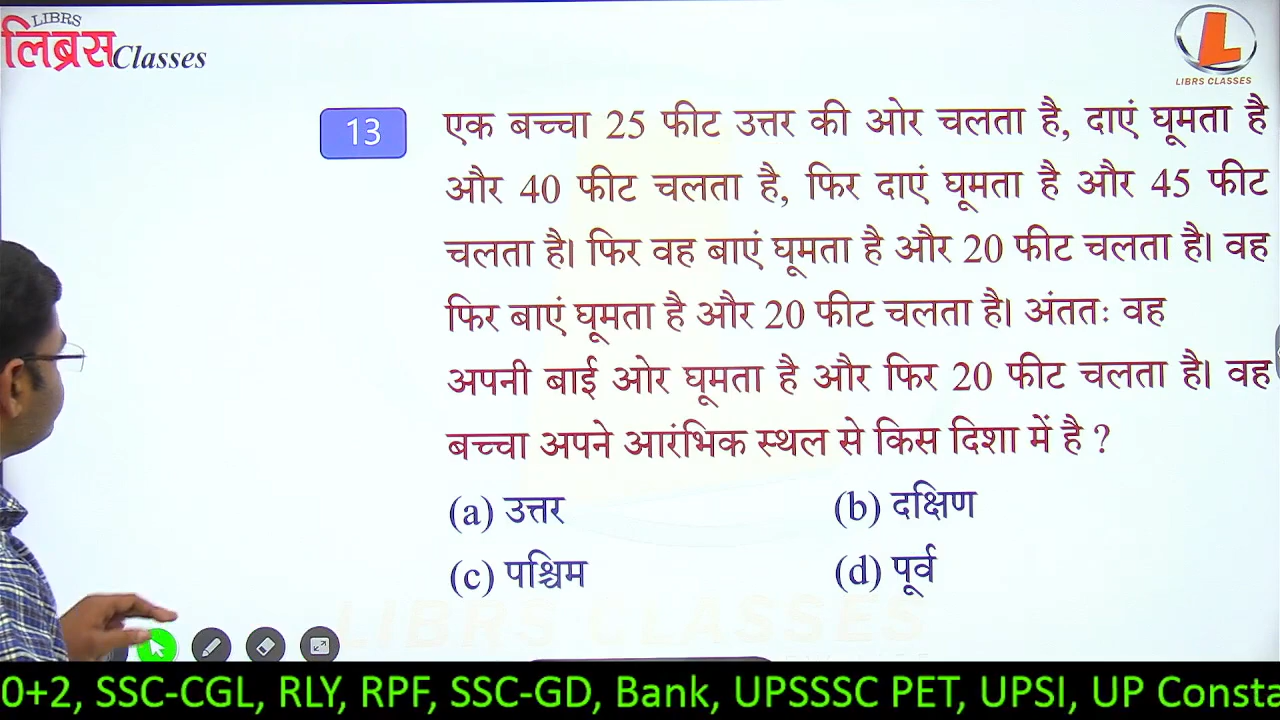 LIBRS
लिब्रस Classes
L
LIBRS CLASSES
13
एक बच्चा 25 फीट उत्तर की ओर चलता है, दाएं घूमता है
और 40 फीट चलता है, फिर दाएं घूमता है और 45 फीट
चलता है। फिर वह बाएं घूमता है और 20 फीट चलता है। वह
फिर बाएं घूमता है और 20 फीट चलता है। अंततः वह
अपनी बाई ओर घूमता है और फिर 20 फीट चलता है। वह
बच्चा अपने आरंभिक स्थल से किस दिशा में है ?
(a) उत्तर (b) दक्षिण
(c) पश्चिम (d) पूर्व
LIBRS CLASSES
0+2, SSC-CGL, RLY, RPF, SSC-GD, Bank, UPSSSC PET, UPSI, UP Consta